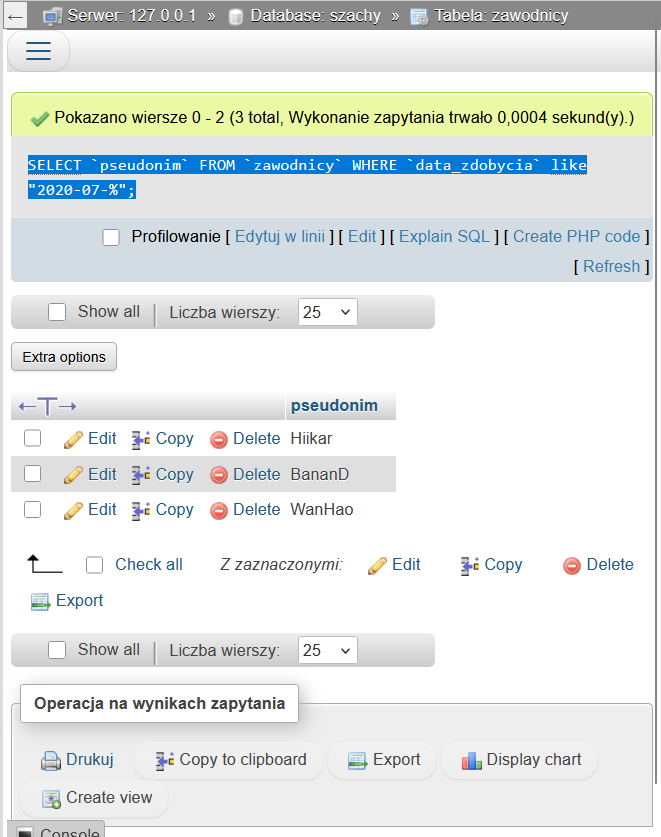 Serwer: 127.0.0.1 » Database: szachy » Tabela: zawodnicy
Pokazano wiersze 0 - 2 (3 total, Wykonanie zapytania trwało 0,0004 sekund(y).)
SELECT `pseudonim` FROM `zawodnicy` WHERE `data_zdobycia` like
"2020-07-%";
Profilowanie [ Edytuj w linii ] [ Edit ] [ Explain SQL ] [ Create PHP code ]
[ Refresh ]
Show all Liczba wierszy: 25
Extra options
pseudonim
Edit Copy Delete Hiikar
Edit Copy Delete BananD
Edit Copy Delete WanHao
Check all Z zaznaczonymi: Edit Copy Delete
Export
Show all Liczba wierszy: 25
Operacja na wynikach zapytania
Drukuj Copy to clipboard Export Display chart
Create view
Console